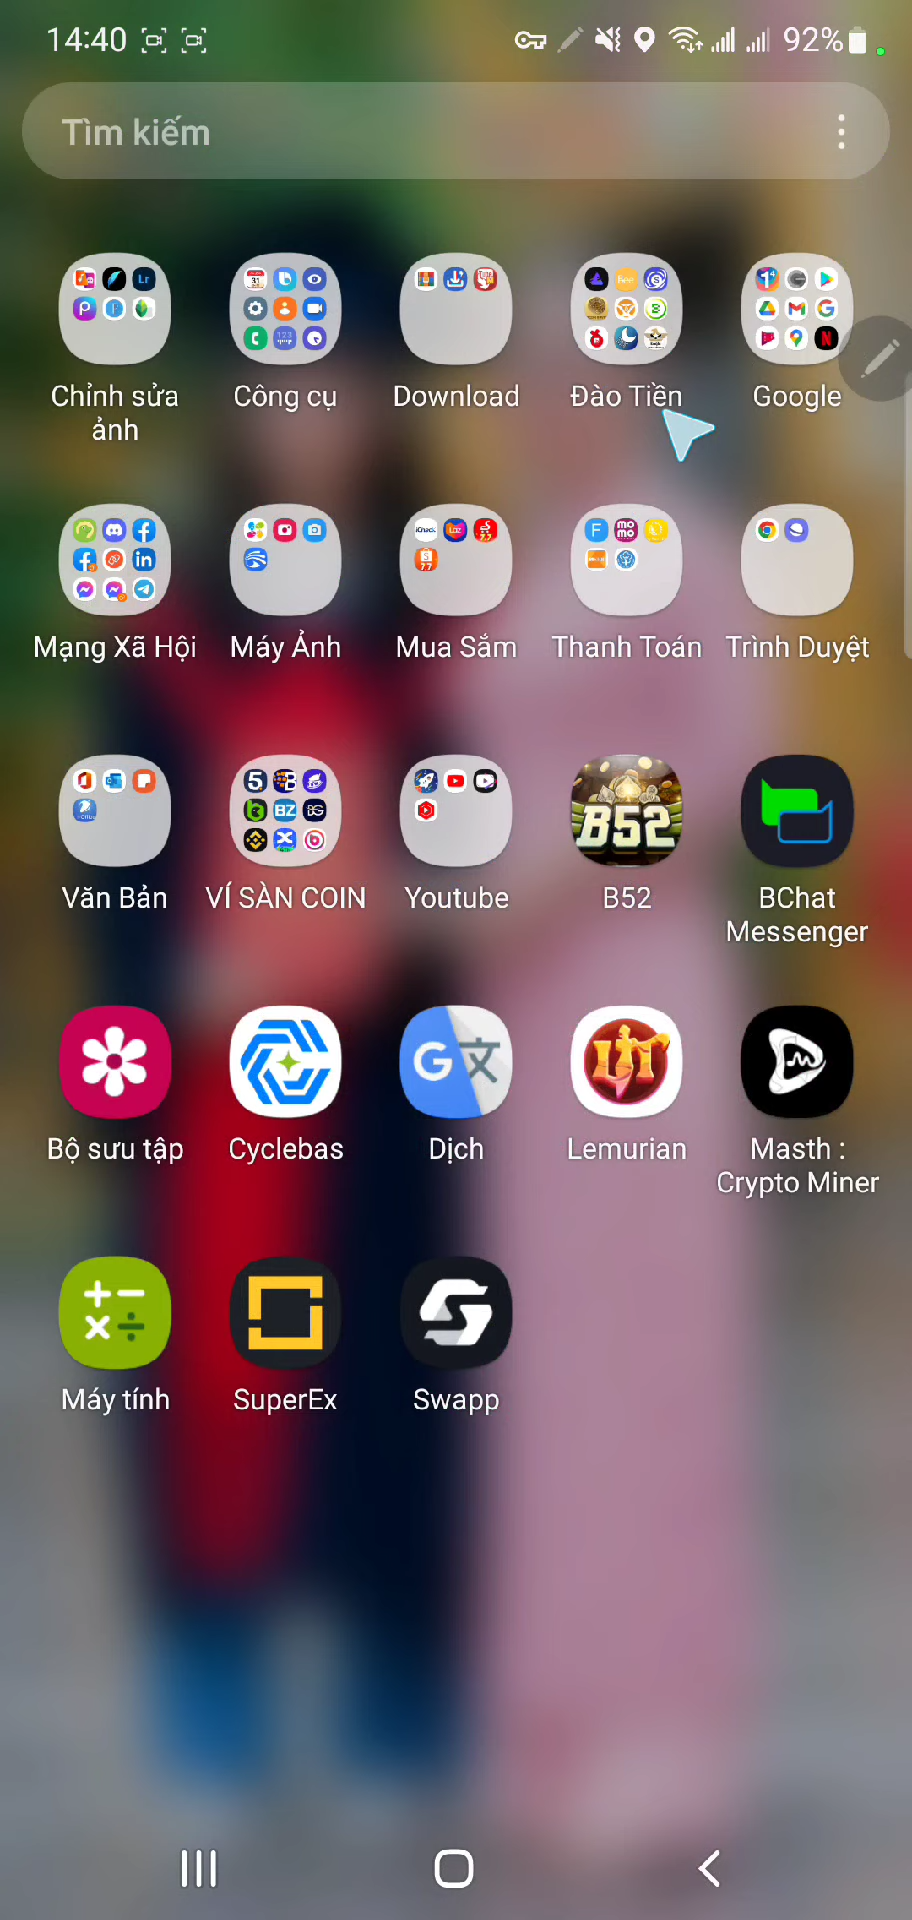 14:40
92%
Tìm kiếm
Chỉnh sửa
ảnh
Công cụ
Download
Đào Tiền
Google
Mạng Xã Hội
Máy Ảnh
Mua Sắm
Thanh Toán
Trình Duyệt
Văn Bản
VÍ SÀN COIN
Youtube
B52
B52
BChat
Messenger
Bộ sưu tập
Cyclebas
Dịch
Lemurian
Masth :
Crypto Miner
Máy tính
SuperEx
Swapp